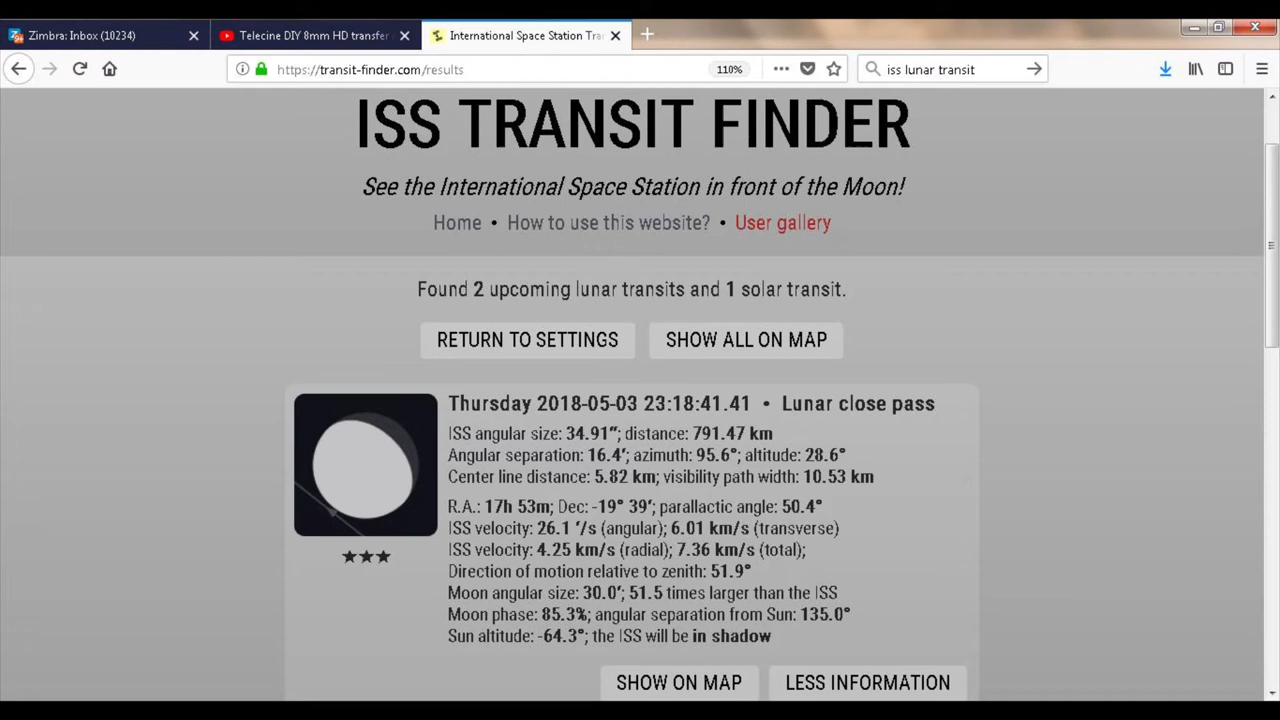 Zimbra: Inbox (10234)
Telecine DIY 8mm HD transfer
International Space Station Tra
https://transit-finder.com/results
110%
iss lunar transit
ISS TRANSIT FINDER
See the International Space Station in front of the Moon!
Home • How to use this website? • User gallery
Found 2 upcoming lunar transits and 1 solar transit.
RETURN TO SETTINGS
SHOW ALL ON MAP
Thursday 2018-05-03 23:18:41.41 • Lunar close pass
ISS angular size: 34.91″; distance: 791.47 km
Angular separation: 16.4′; azimuth: 95.6°; altitude: 28.6°
Center line distance: 5.82 km; visibility path width: 10.53 km
R.A.: 17h 53m; Dec: -19° 39′; parallactic angle: 50.4°
ISS velocity: 26.1 ′/s (angular); 6.01 km/s (transverse)
ISS velocity: 4.25 km/s (radial); 7.36 km/s (total);
Direction of motion relative to zenith: 51.9°
Moon angular size: 30.0′; 51.5 times larger than the ISS
Moon phase: 85.3%; angular separation from Sun: 135.0°
Sun altitude: -64.3°; the ISS will be in shadow
SHOW ON MAP
LESS INFORMATION